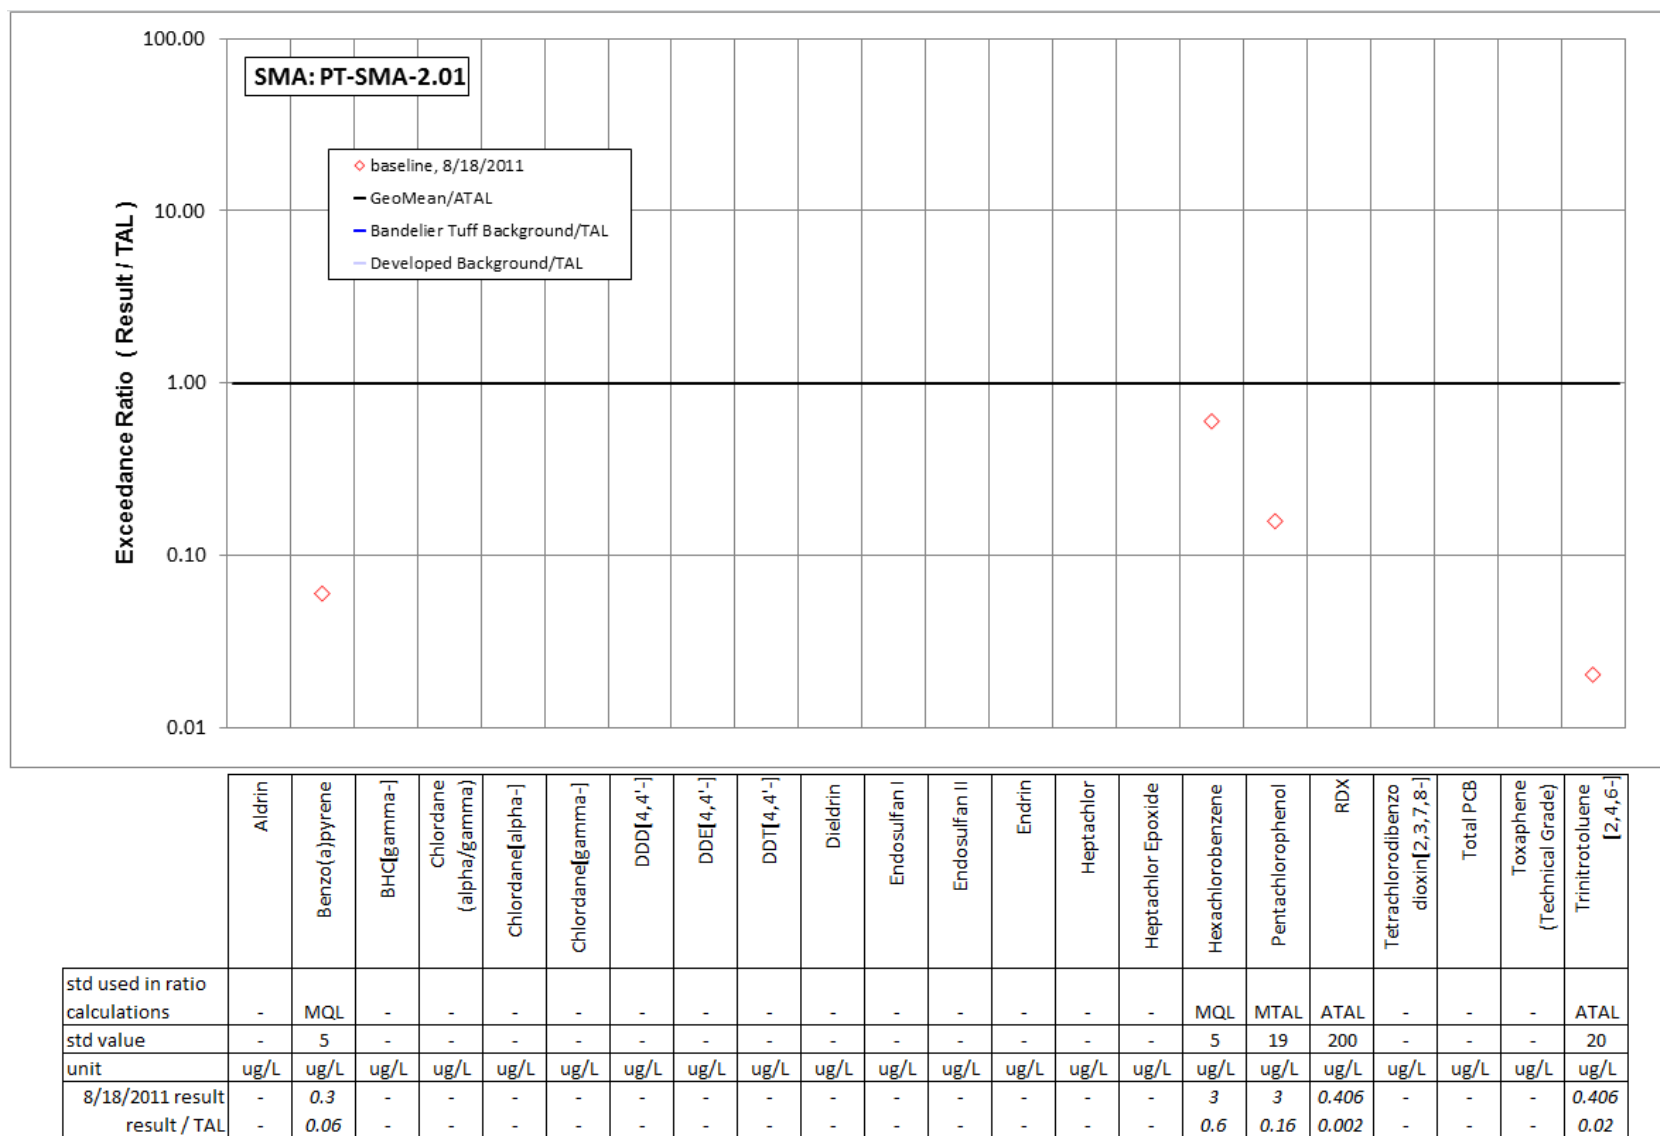 100.00
SMA: PT-SMA-2.01
baseline, 8/18/2011
GeoMean/ATAL
Bandelier Tuff Background/TAL
Developed Background/TAL
10.00
1.00
0.10
0.01
Exceedance Ratio ( Result / TAL )
Aldrin
Benzo(a)pyrene
BHC[gamma-]
Chlordane
(alpha/gamma)
Chlordane[alpha-]
Chlordane[gamma-]
DDD[4,4'-]
DDE[4,4'-]
DDT[4,4'-]
Dieldrin
Endosulfan I
Endosulfan II
Endrin
Heptachlor
Heptachlor Epoxide
Hexachlorobenzene
Pentachlorophenol
RDX
Tetrachlorodibenzo
dioxin[2,3,7,8-]
Total PCB
Toxaphene
(Technical Grade)
Trinitrotoluene
[2,4,6-]
std used in ratio
calculations - MQL - - - - - - - - - - - - - MQL MTAL ATAL - - - ATAL
std value - 5 - - - - - - - - - - - - - 5 19 200 - - - 20
unit ug/L ug/L ug/L ug/L ug/L ug/L ug/L ug/L ug/L ug/L ug/L ug/L ug/L ug/L ug/L ug/L ug/L ug/L ug/L ug/L ug/L ug/L
8/18/2011 result - 0.3 - - - - - - - - - - - - - 3 3 0.406 - - - 0.406
result / TAL - 0.06 - - - - - - - - - - - - - 0.6 0.16 0.002 - - - 0.02